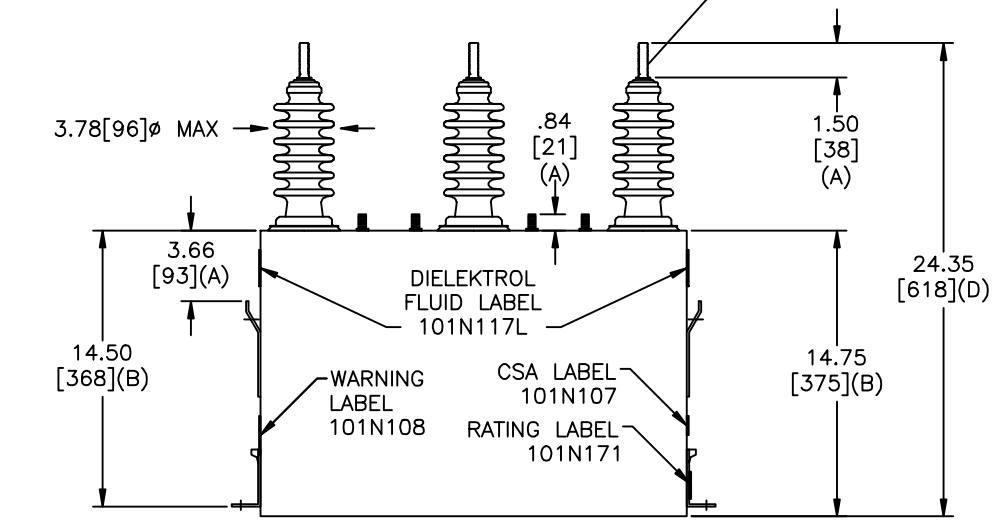 3.78[96]ø MAX
.84
[21]
(A)
1.50
[38]
(A)
3.66
[93](A)
DIELEKTROL
FLUID LABEL
101N117L
24.35
[618](D)
14.50
[368](B)
WARNING
LABEL
101N108
CSA LABEL
101N107
14.75
[375](B)
RATING LABEL
101N171